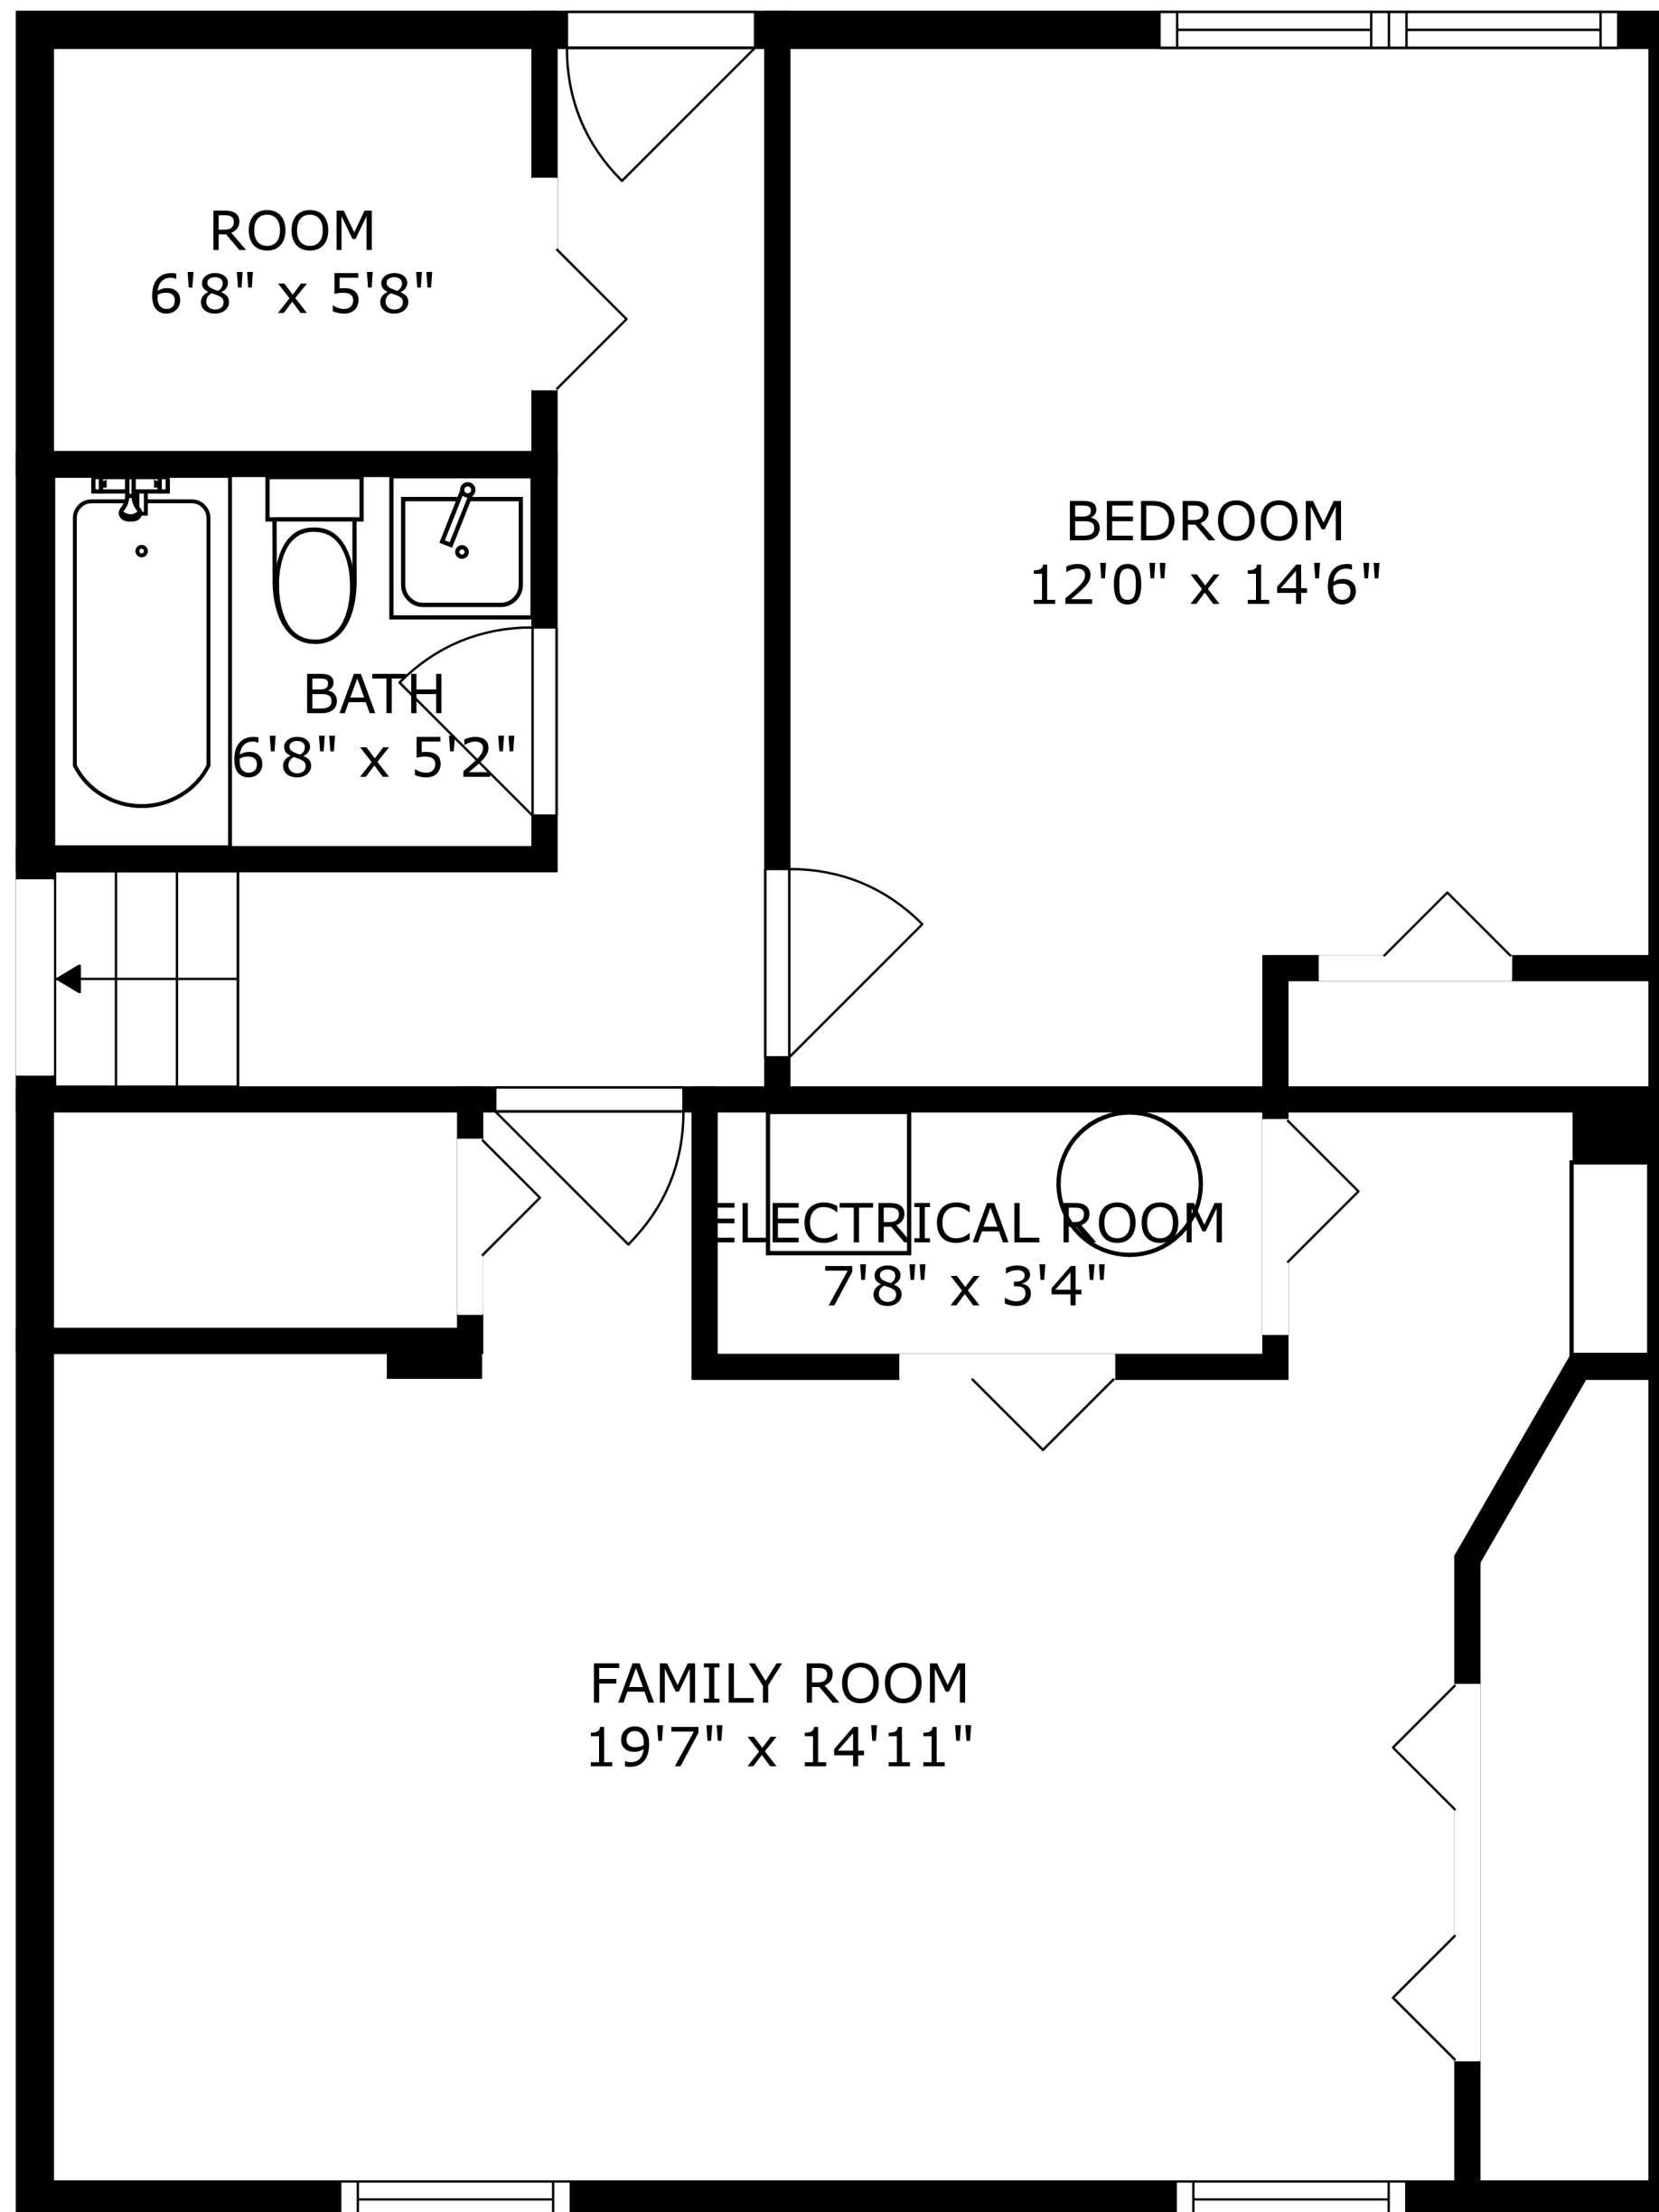 ROOM
6'8" x 5'8"
BEDROOM
12'0" x 14'6"
BATH
6'8" x 5'2"
ELECTRICAL ROOM
7'8" x 3'4"
FAMILY ROOM
19'7" x 14'11"